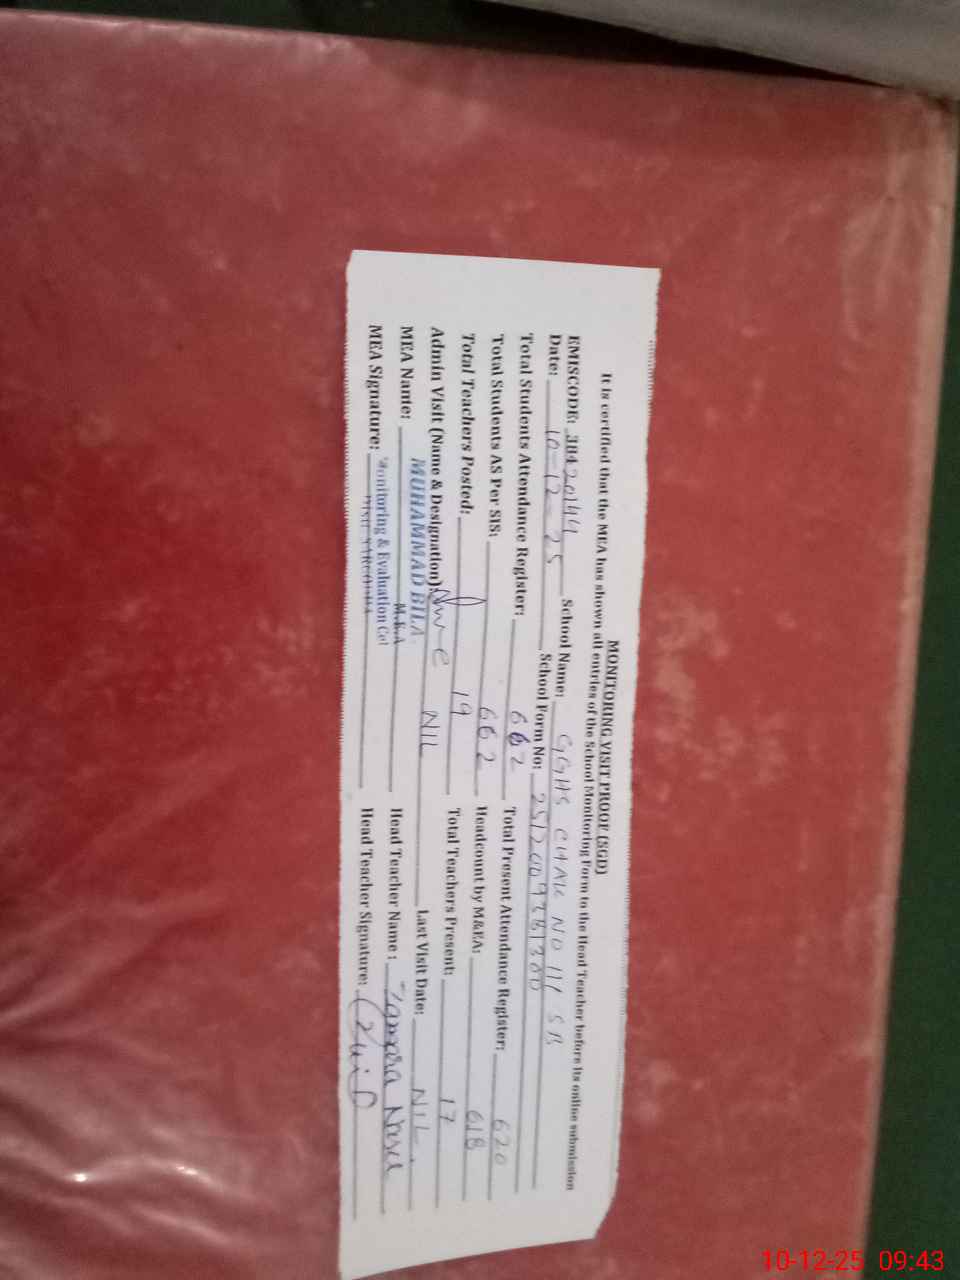 MONITORING VISIT PROOF (SGD)
It is certified that the MEA has shown all entries of the School Monitoring Form to the Head Teacher before its online submission
EMISCODE: 38420144 School Name: GGHS CHAK NO 111 SB
Date: 10-12-25 School Form No:
Total Students Attendance Register: 662 Total Present Attendance Register: 620
Total Students AS Per SIS: 662 Headcount by M&EA: 618
Total Teachers Posted: 19 Total Teachers Present: 17
Admin Visit (Name & Designation): NIL Last Visit Date: NIL
MEA Name: MUHAMMAD BILA Head Teacher Name:
M.E.A
MEA Signature: Monitoring & Evaluation Cel Head Teacher Signature:
DISTT SARGODHA
10-12-25 09:43